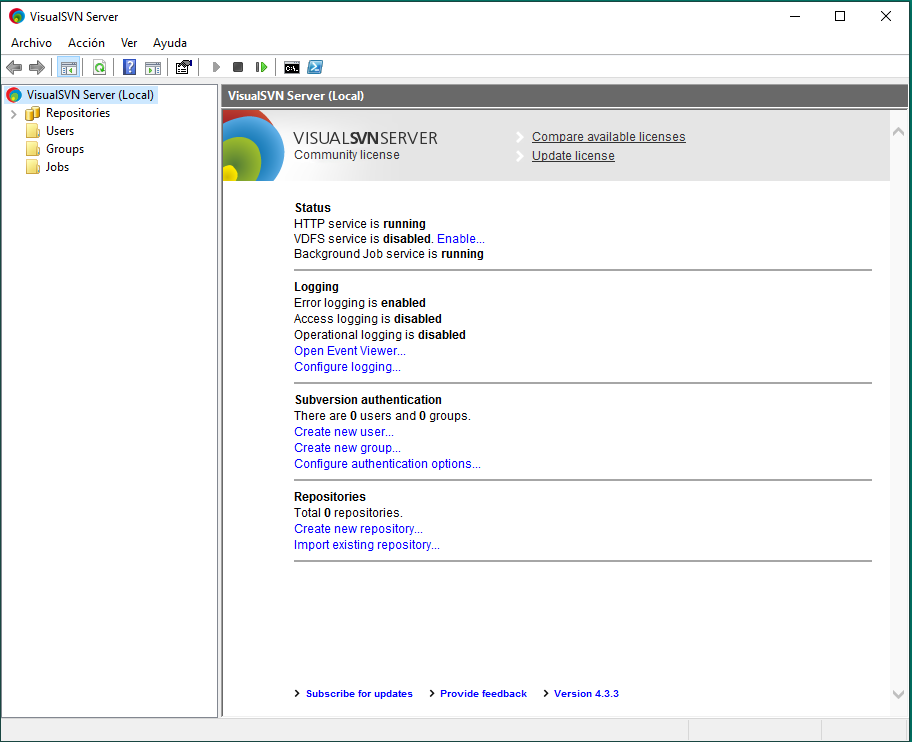 VisualSVN Server
Archivo Acción Ver Ayuda
C:\.
VisualSVN Server (Local)
Repositories
Users
Groups
Jobs
VisualSVN Server (Local)
VISUALSVNSERVER
Community license
Compare available licenses
Update license
Status
HTTP service is running
VDFS service is disabled. Enable...
Background Job service is running
Logging
Error logging is enabled
Access logging is disabled
Operational logging is disabled
Open Event Viewer...
Configure logging...
Subversion authentication
There are 0 users and 0 groups.
Create new user...
Create new group...
Configure authentication options...
Repositories
Total 0 repositories.
Create new repository...
Import existing repository...
Subscribe for updates Provide feedback Version 4.3.3